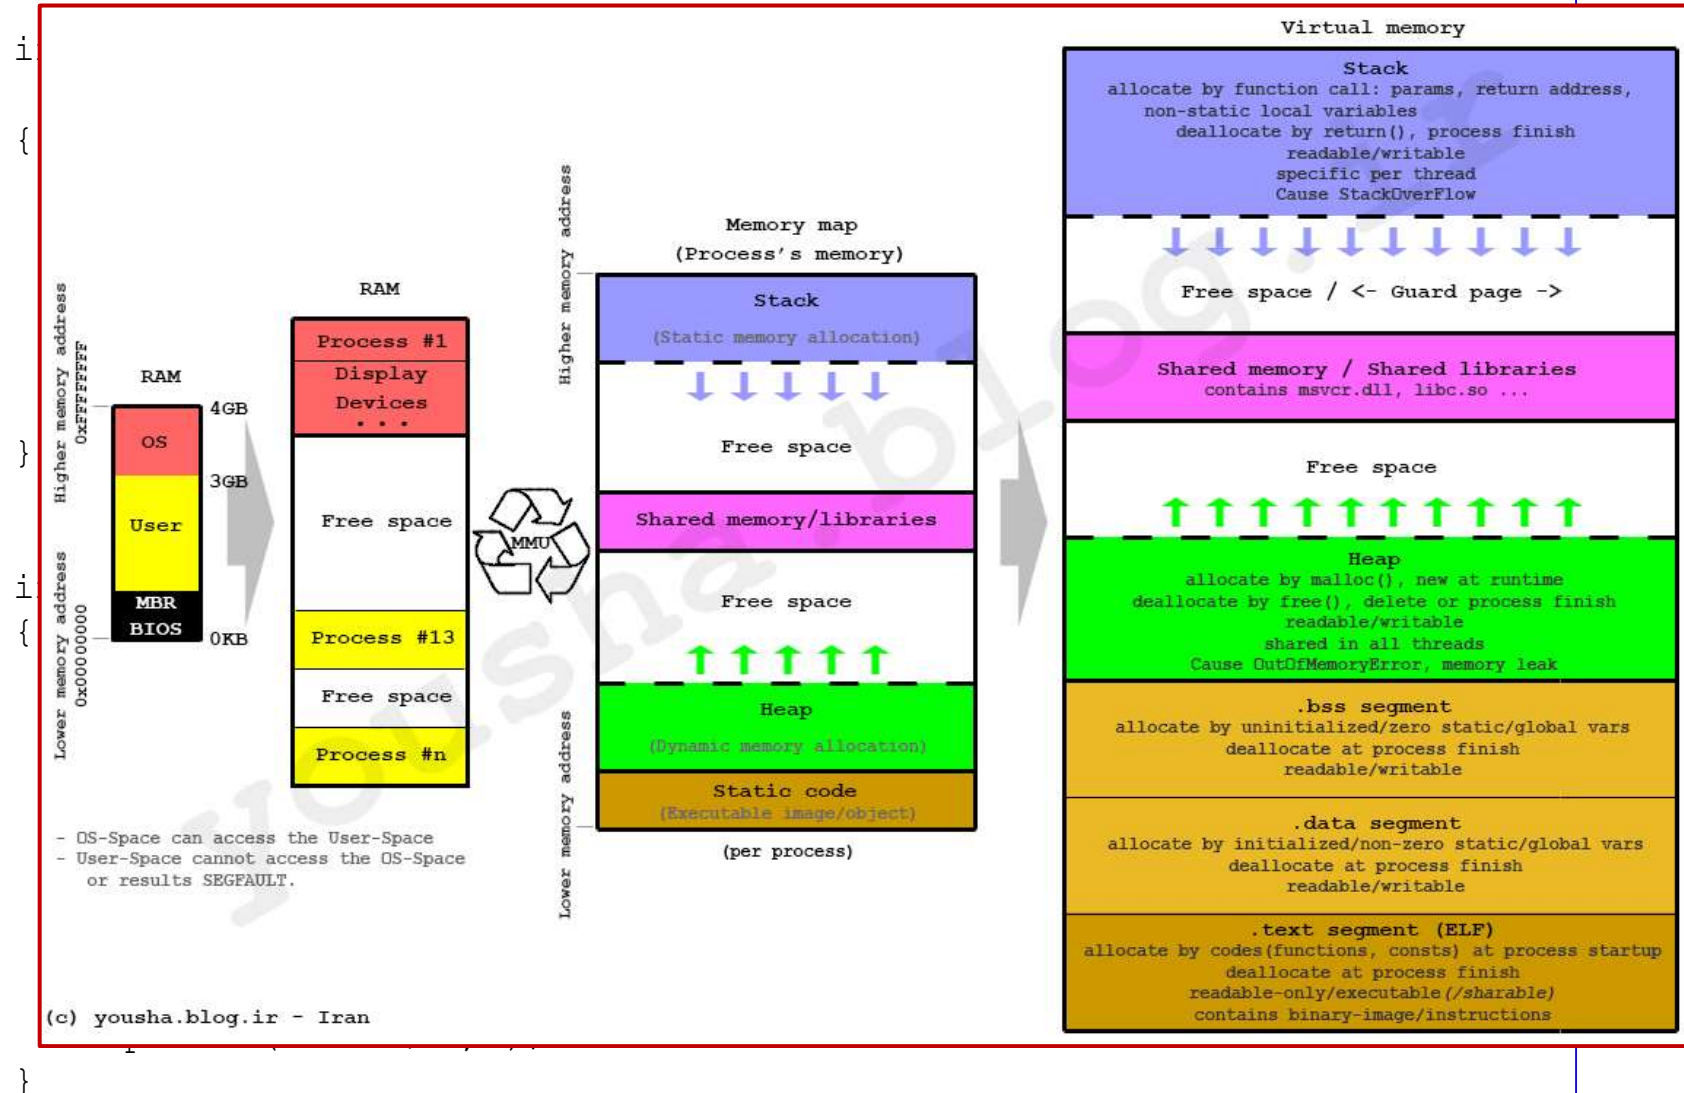 i
{
}
i
{
}
RAM
Higher memory address
0xFFFFFFFF
Lower memory address
0x00000000
4GB
OS
3GB
User
MBR
BIOS
0KB
RAM
Process #1
Display
Devices
. . .
Free space
Process #13
Free space
Process #n
- OS-Space can access the User-Space
- User-Space cannot access the OS-Space
or results SEGFAULT.
(c) yousha.blog.ir - Iran
MMU
Higher memory address
Lower memory address
Memory map
(Process's memory)
Stack
(Static memory allocation)
Free space
Shared memory/libraries
Free space
Heap
(Dynamic memory allocation)
Static code
(Executable image/object)
(per process)
Virtual memory
Stack
allocate by function call: params, return address,
non-static local variables
deallocate by return(), process finish
readable/writable
specific per thread
Cause StackOverFlow
Free space / <- Guard page ->
Shared memory / Shared libraries
contains msvcr.dll, libc.so ...
Free space
Heap
allocate by malloc(), new at runtime
deallocate by free(), delete or process finish
readable/writable
shared in all threads
Cause OutOfMemoryError, memory leak
.bss segment
allocate by uninitialized/zero static/global vars
deallocate at process finish
readable/writable
.data segment
allocate by initialized/non-zero static/global vars
deallocate at process finish
readable/writable
.text segment (ELF)
allocate by codes(functions, consts) at process startup
deallocate at process finish
readable-only/executable(/sharable)
contains binary-image/instructions
yousha.blog.ir